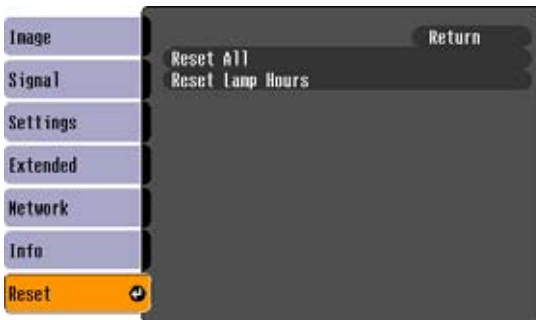 Image
Signal
Settings
Extended
Network
Info
Reset
Return
Reset All
Reset Lamp Hours